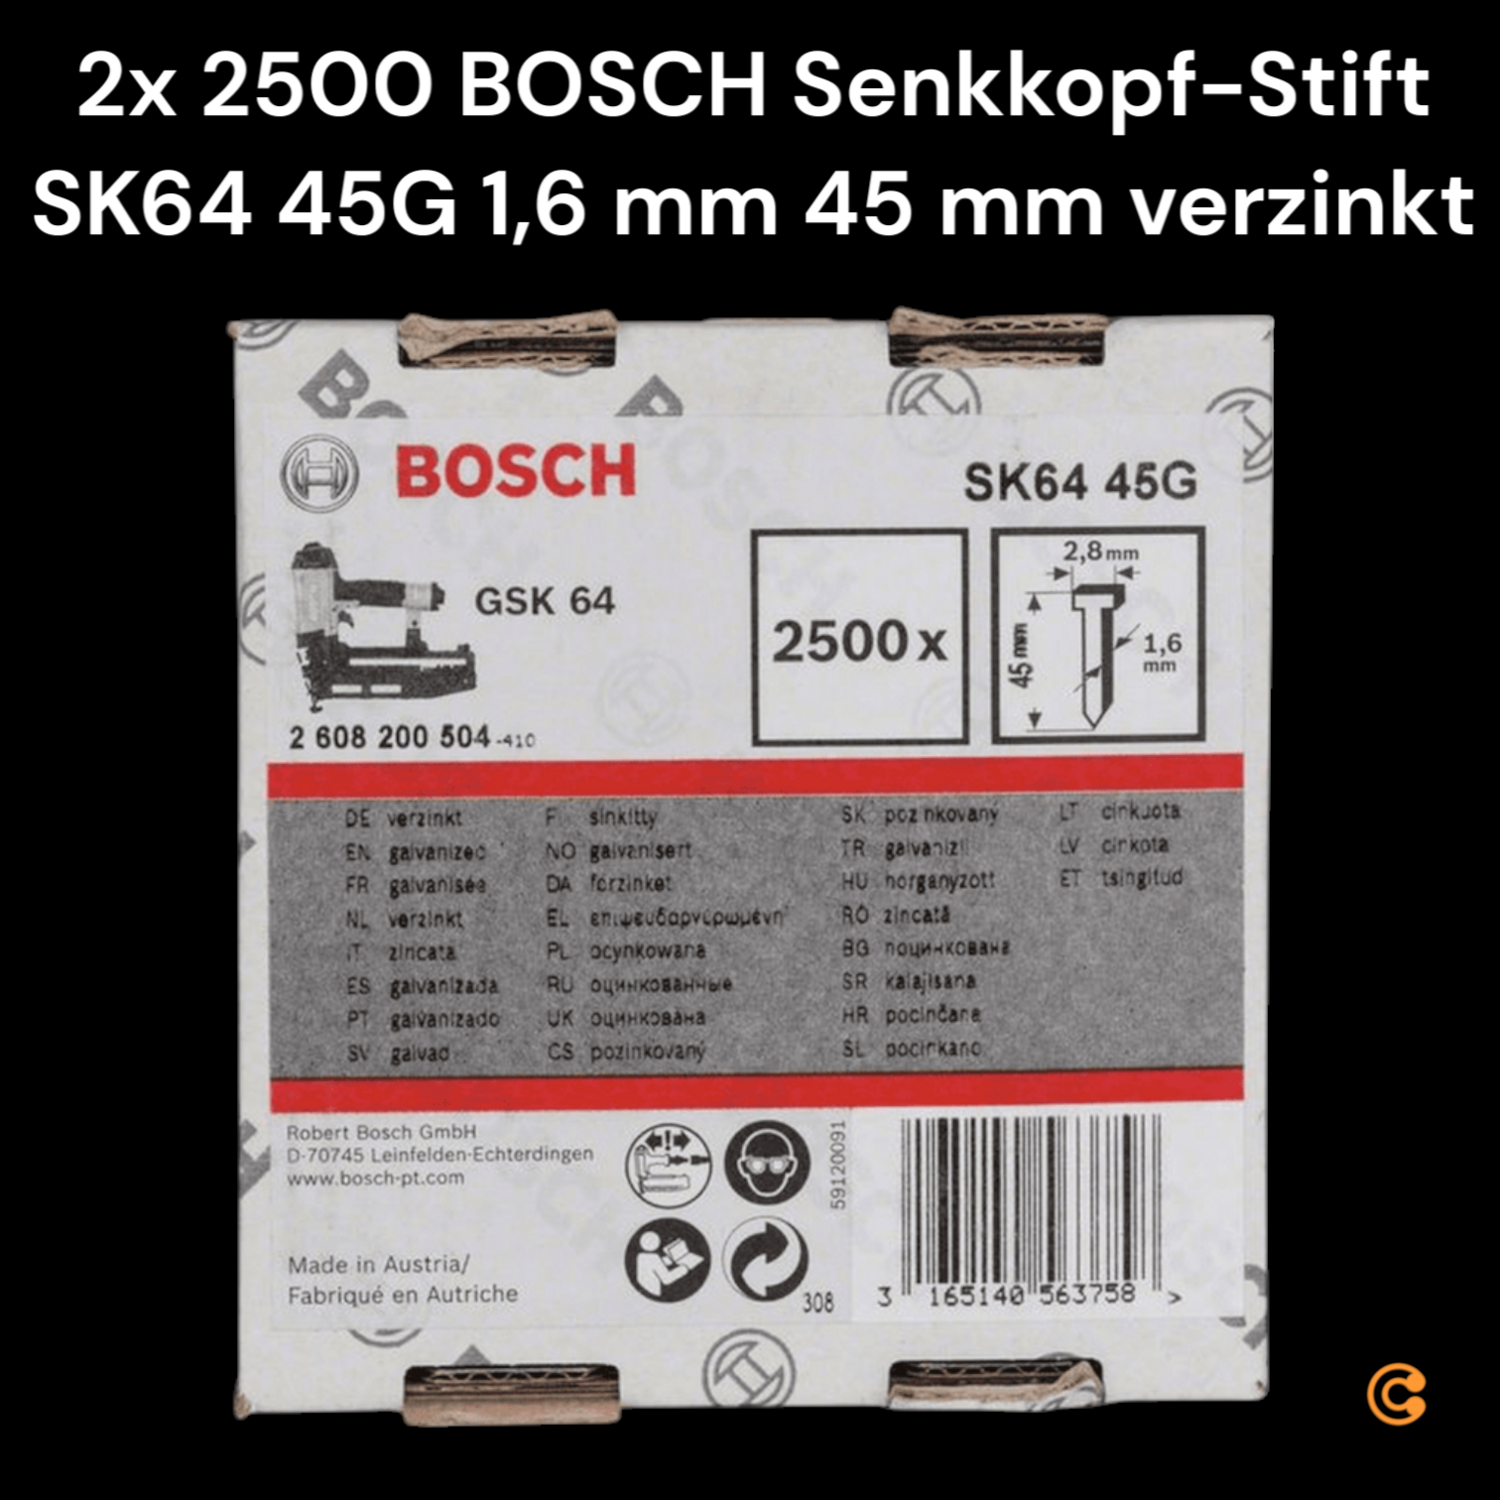 2x 2500 BOSCH Senkkopf-Stift
SK64 45G 1,6 mm 45 mm verzinkt
BOSCH
SK64 45G
GSK 64
2500 x
2,8 mm
45 mm
1,6 mm
2 608 200 504 -410
DE verzinkt
EN galvanized
FR galvanisée
NL verzinkt
IT zincata
ES galvanizada
PT galvanizado
SV galvad
F sinkitty
NO galvanisert
DA forzinket
EL επιψευδαργυρωμένη
PL ocynkowana
RU оцинкованные
UK оцинкована
CS pozinkovaný
SK pozinkovaný
TR galvanizli
HU horganyzott
RO zincată
BG поцинкована
SR kalajisana
HR pocinčane
SL pocinkano
LT cinkuota
LV cinkota
ET tsingitud
Robert Bosch GmbH
D-70745 Leinfelden-Echterdingen
www.bosch-pt.com
Made in Austria/
Fabriqué en Autriche
308
59120091
3 165140 563758 >